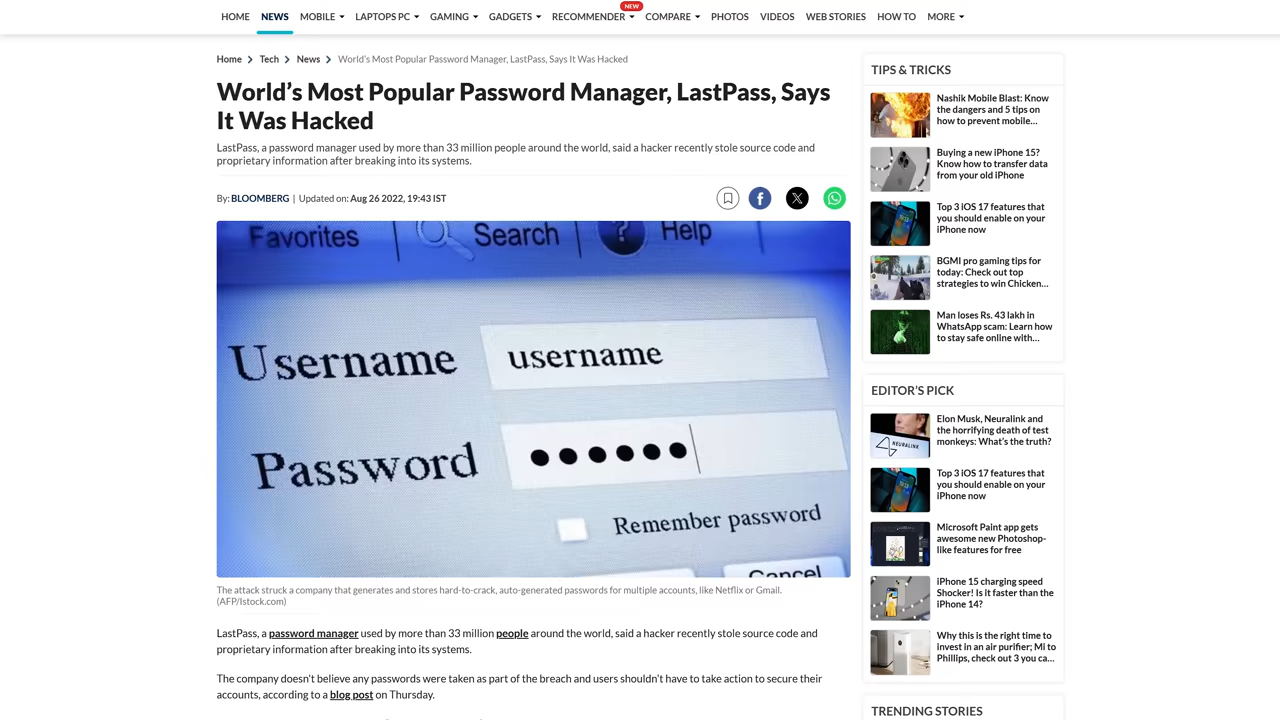 HOME NEWS MOBILE LAPTOPS PC GAMING GADGETS RECOMMENDER NEW COMPARE PHOTOS VIDEOS WEB STORIES HOW TO MORE
Home Tech News World’s Most Popular Password Manager, LastPass, Says It Was Hacked
World’s Most Popular Password Manager, LastPass, Says
It Was Hacked
LastPass, a password manager used by more than 33 million people around the world, said a hacker recently stole source code and
proprietary information after breaking into its systems.
By: BLOOMBERG | Updated on: Aug 26 2022, 19:43 IST
Favorites Search ? Help
Username username
Password
Remember password
Cancel
The attack struck a company that generates and stores hard-to-crack, auto-generated passwords for multiple accounts, like Netflix or Gmail.
(AFP/Istock.com)
LastPass, a password manager used by more than 33 million people around the world, said a hacker recently stole source code and
proprietary information after breaking into its systems.
The company doesn't believe any passwords were taken as part of the breach and users shouldn't have to take action to secure their
accounts, according to a blog post on Thursday.
TIPS & TRICKS
Nashik Mobile Blast: Know
the dangers and 5 tips on
how to prevent mobile...
Buying a new iPhone 15?
Know how to transfer data
from your old iPhone
Top 3 iOS 17 features that
you should enable on your
iPhone now
BGMI pro gaming tips for
today: Check out top
strategies to win Chicken...
Man loses Rs. 43 lakh in
WhatsApp scam: Learn how
to stay safe online with...
EDITOR’S PICK
NEURALINK
Elon Musk, Neuralink and
the horrifying death of test
monkeys: What’s the truth?
Top 3 iOS 17 features that
you should enable on your
iPhone now
Microsoft Paint app gets
awesome new Photoshop-
like features for free
iPhone 15 charging speed
Shocker! Is it faster than the
iPhone 14?
Why this is the right time to
invest in an air purifier; Mi to
Phillips, check out 3 you ca...
TRENDING STORIES